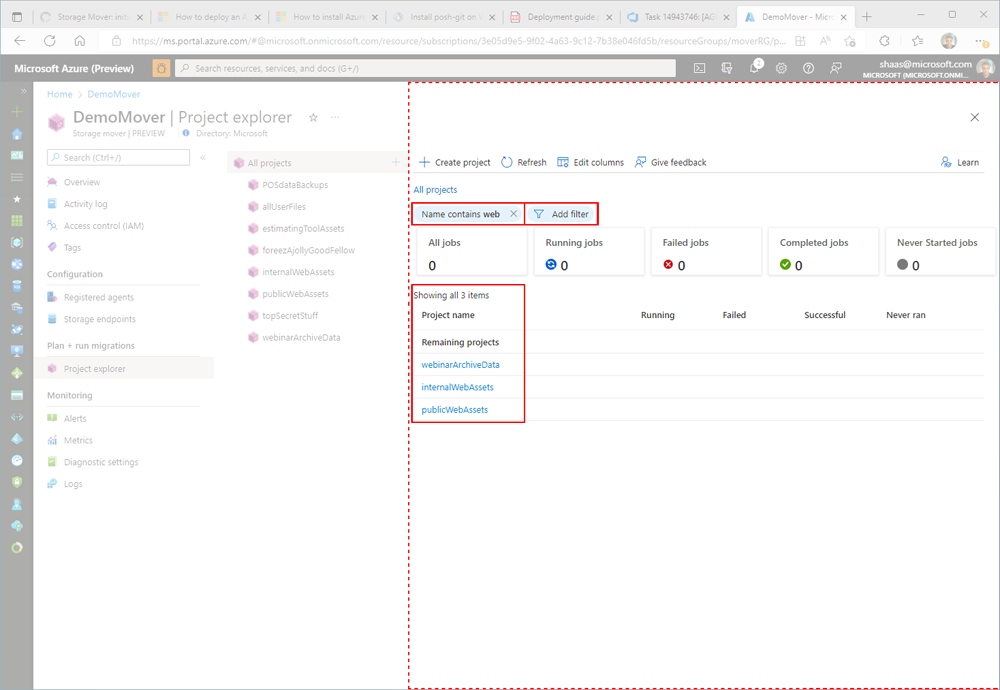 Storage Mover: initi
How to deploy an A
How to install Azure
Install posh-git on W
Deployment guide.
Task 14943746: [AG
DemoMover - Micr
https://ms.portal.azure.com/#@microsoft.onmicrosoft.com/resource/subscriptions/3e05d9e5-9f02-4a63-9c12-7b38e046fd5b/resourceGroups/moverRG/p...
Microsoft Azure (Preview)
Search resources, services, and docs (G+/)
2
shaas@microsoft.com
MICROSOFT (MICROSOFT.ONMI...
Home > DemoMover
DemoMover | Project explorer
Storage mover | PREVIEW
Directory: Microsoft
Search (Ctrl+/)
Overview
Activity log
Access control (IAM)
Tags
Configuration
Registered agents
Storage endpoints
Plan + run migrations
Project explorer
Monitoring
Alerts
Metrics
Diagnostic settings
Logs
All projects
POSdataBackups
allUserFiles
estimatingToolAssets
foreezAjollyGoodFellow
internalWebAssets
publicWebAssets
topSecretStuff
webinarArchiveData
Create project
Refresh
Edit columns
Give feedback
Learn
All projects
Name contains web
Add filter
All jobs
0
Running jobs
0
Failed jobs
0
Completed jobs
0
Never Started jobs
0
Showing all 3 items
Project name Running Failed Successful Never ran
Remaining projects
webinarArchiveData
internalWebAssets
publicWebAssets